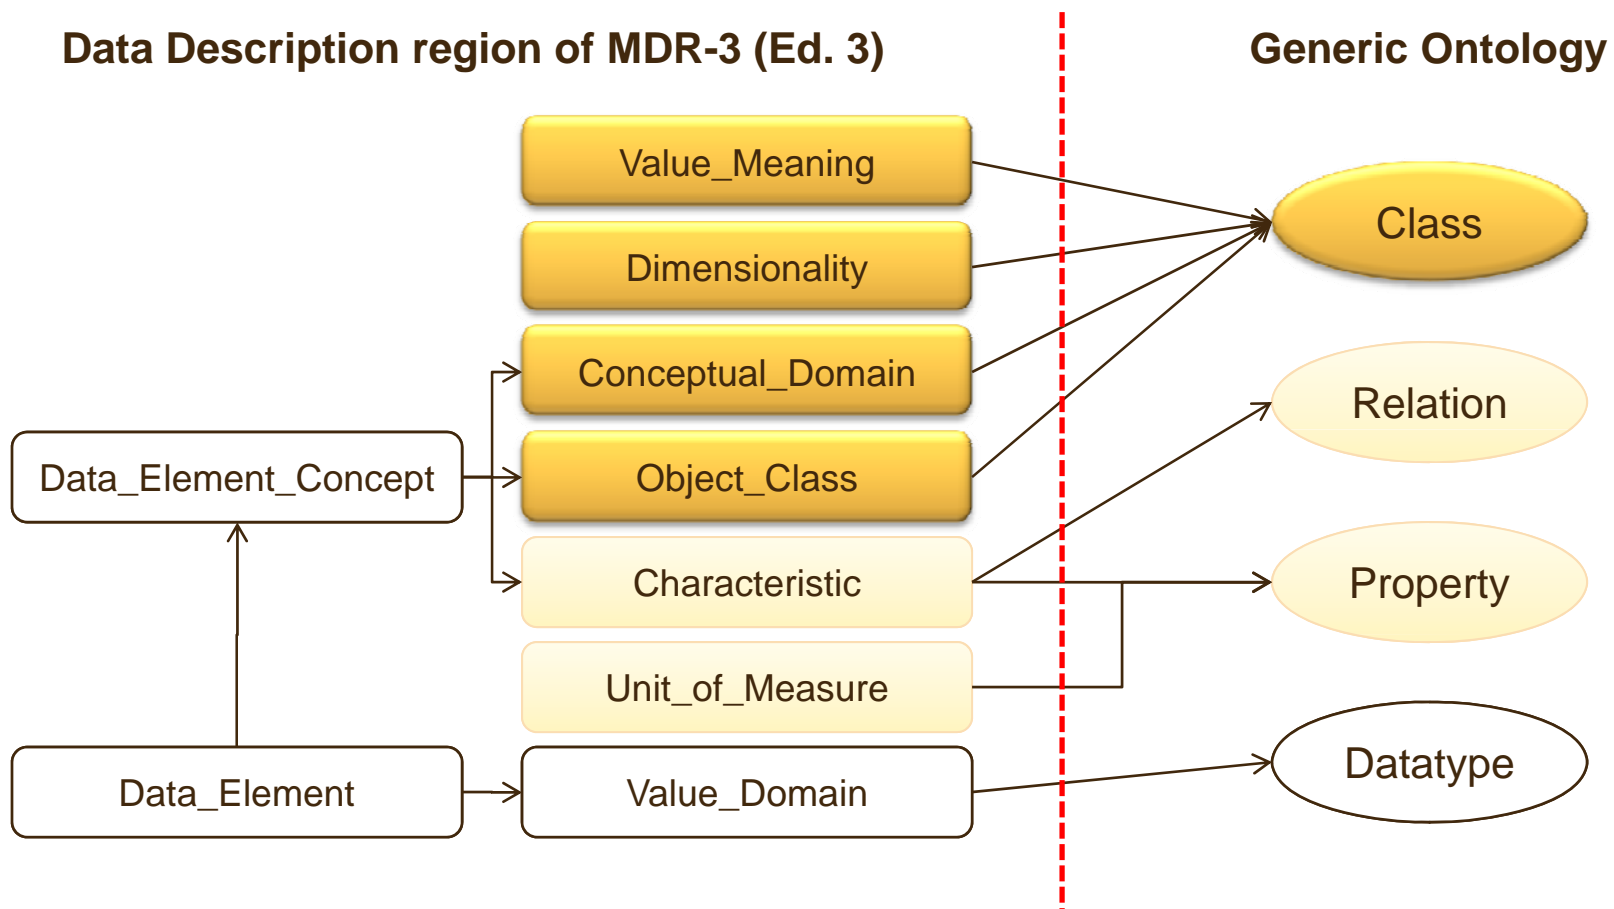 Data Description region of MDR-3 (Ed. 3)
Generic Ontology
Value_Meaning
Class
Dimensionality
Conceptual_Domain
Relation
Data_Element_Concept
Object_Class
Characteristic
Property
Unit_of_Measure
Data_Element
Value_Domain
Datatype